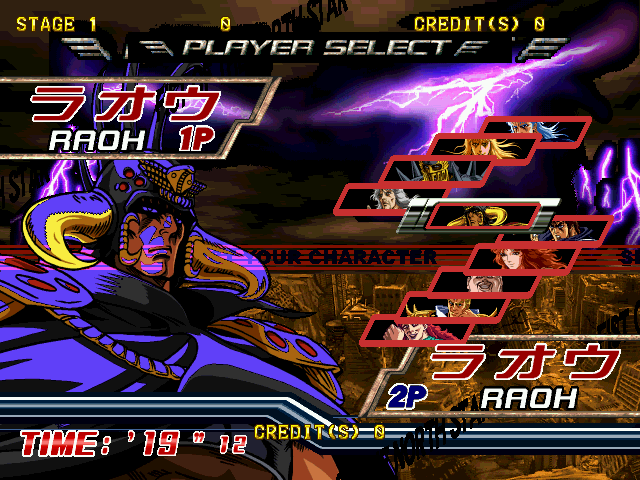 STAGE 1 0 CREDIT(S) 0
PLAYER SELECT
ラオウ
RAOH 1P
T YOUR CHARACTER
ラオウ
2P RAOH
TIME: '19 "12
CREDIT(S) 0